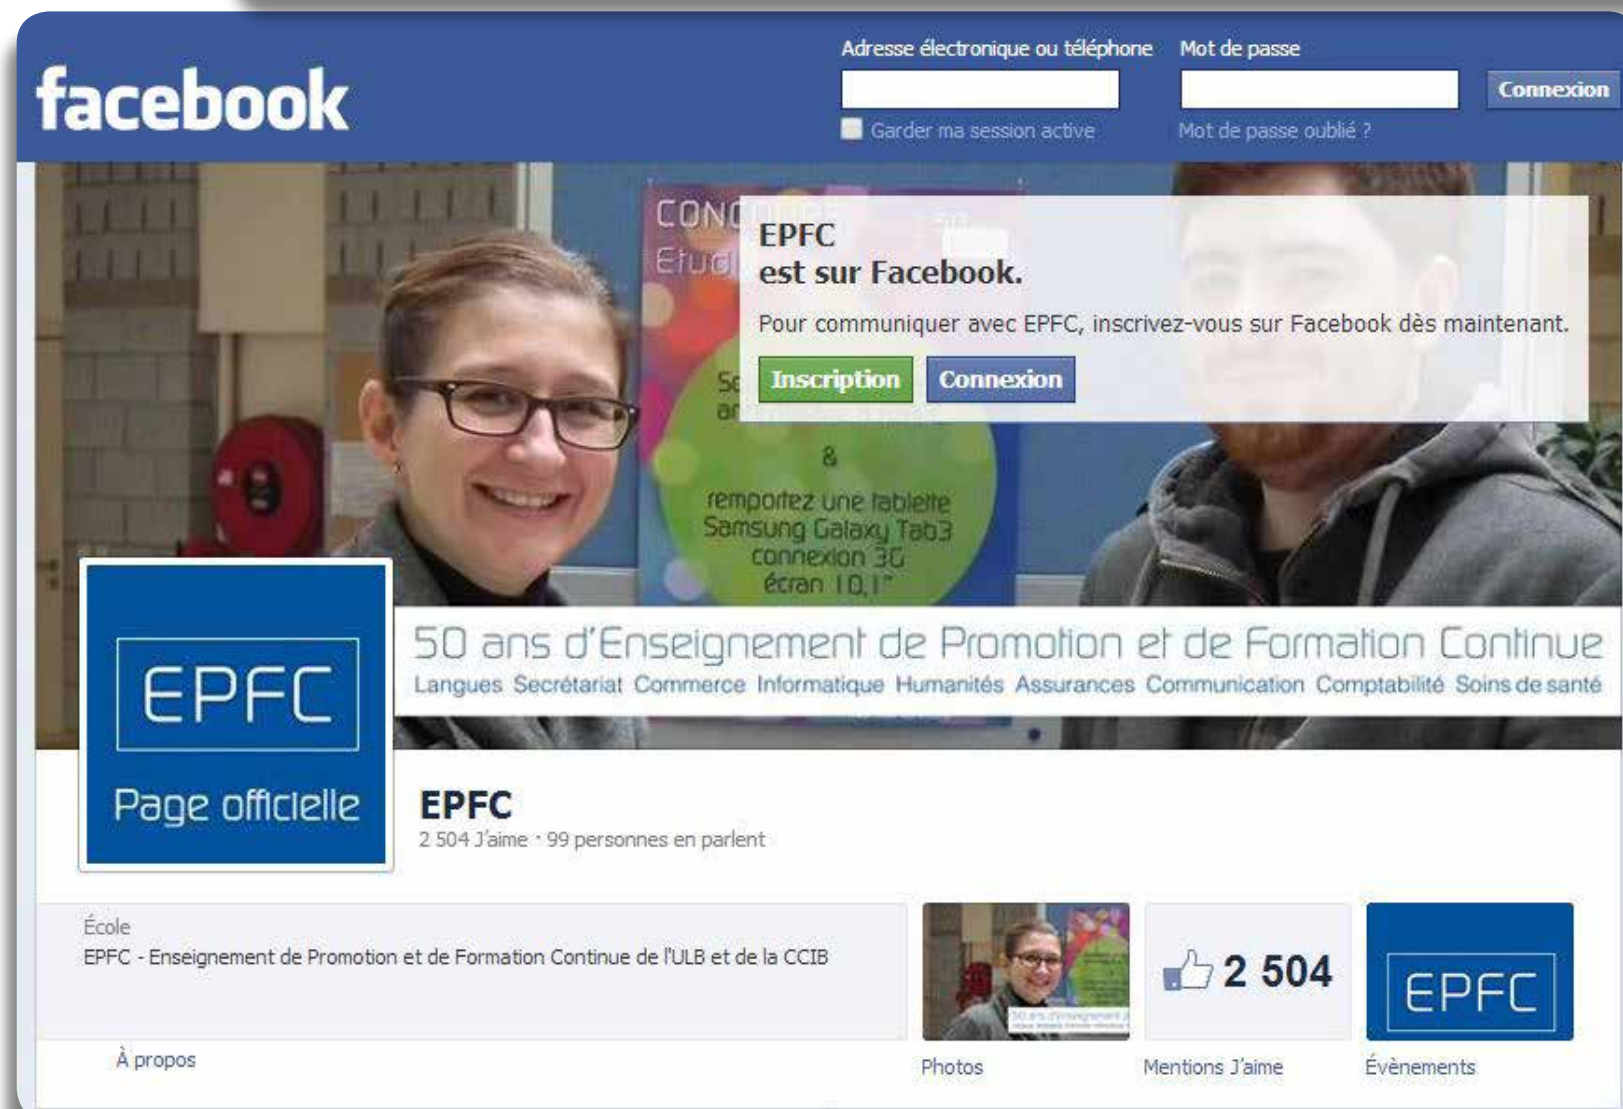 facebook
Adresse électronique ou téléphone
Mot de passe
Connexion
Garder ma session active
Mot de passe oublié ?
EPFC
est sur Facebook.
Pour communiquer avec EPFC, inscrivez-vous sur Facebook dès maintenant.
Inscription
Connexion
&
remportez une tablette
Samsung Galaxy Tab3
connexion 3G
écran 10,1"
50 ans d'Enseignement de Promotion et de Formation Continue
Langues Secrétariat Commerce Informatique Humanités Assurances Communication Comptabilité Soins de santé
EPFC
Page officielle
EPFC
2 504 J'aime · 99 personnes en parlent
École
EPFC - Enseignement de Promotion et de Formation Continue de l'ULB et de la CCIB
2 504
EPFC
À propos
Photos
Mentions J'aime
Évènements